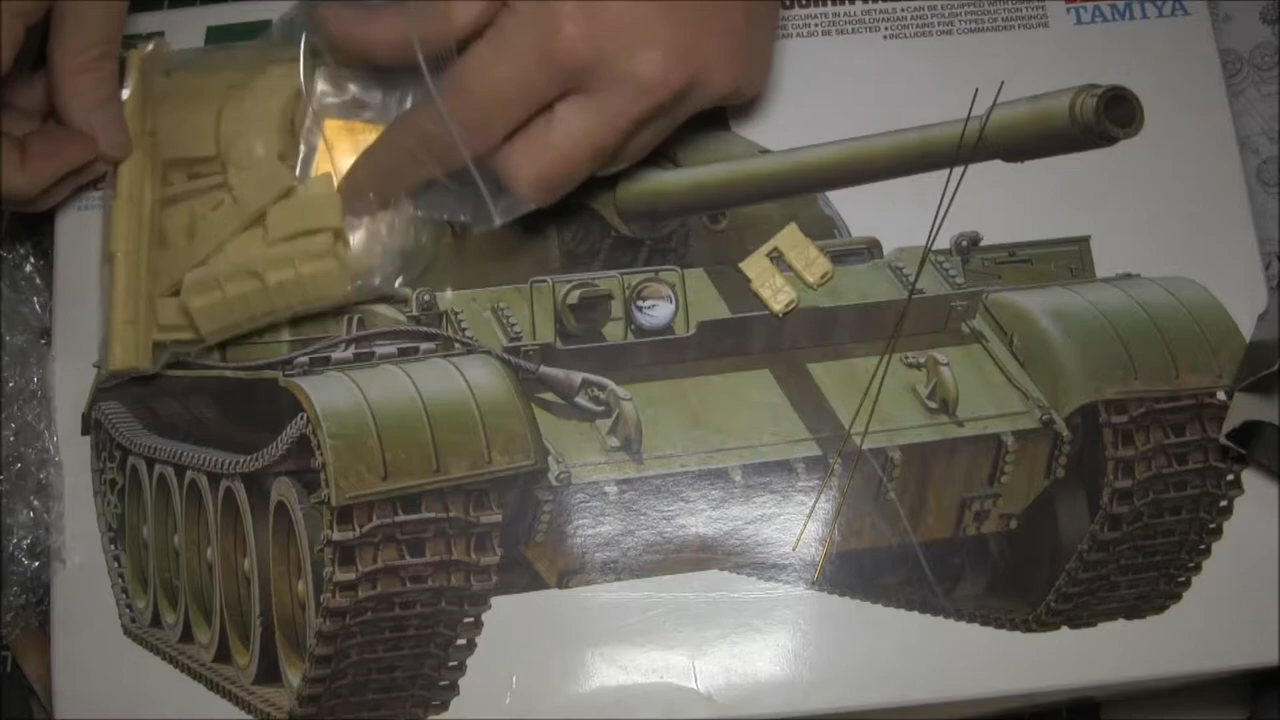 TAMIYA
ACCURATE IN ALL DETAILS ★CAN BE EQUIPPED WITH
GUN ★CZECHOSLOVAKIAN AND POLISH PRODUCTION TYPE
ALSO BE SELECTED ★CONTAINS FIVE TYPES OF MARKINGS
★INCLUDES ONE COMMANDER FIGURE